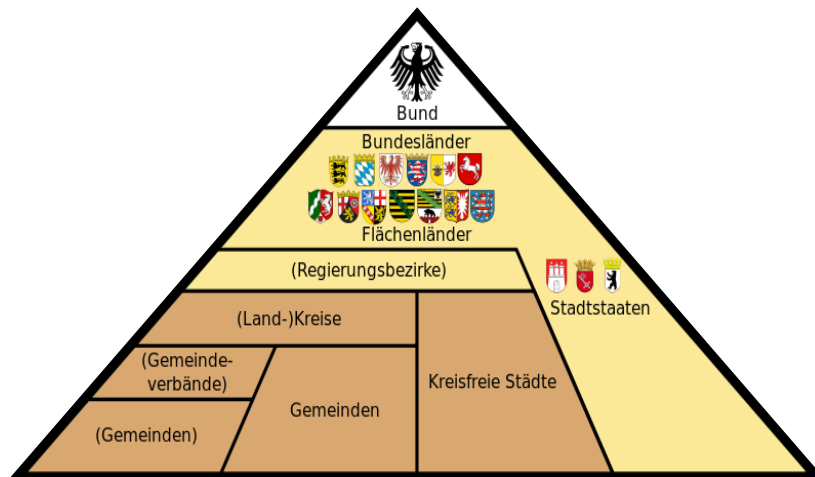 Bund
Bundesländer
Flächenländer
(Regierungsbezirke)
Stadtstaaten
(Land-)Kreise
(Gemeinde-
verbände)
Kreisfreie Städte
Gemeinden
(Gemeinden)